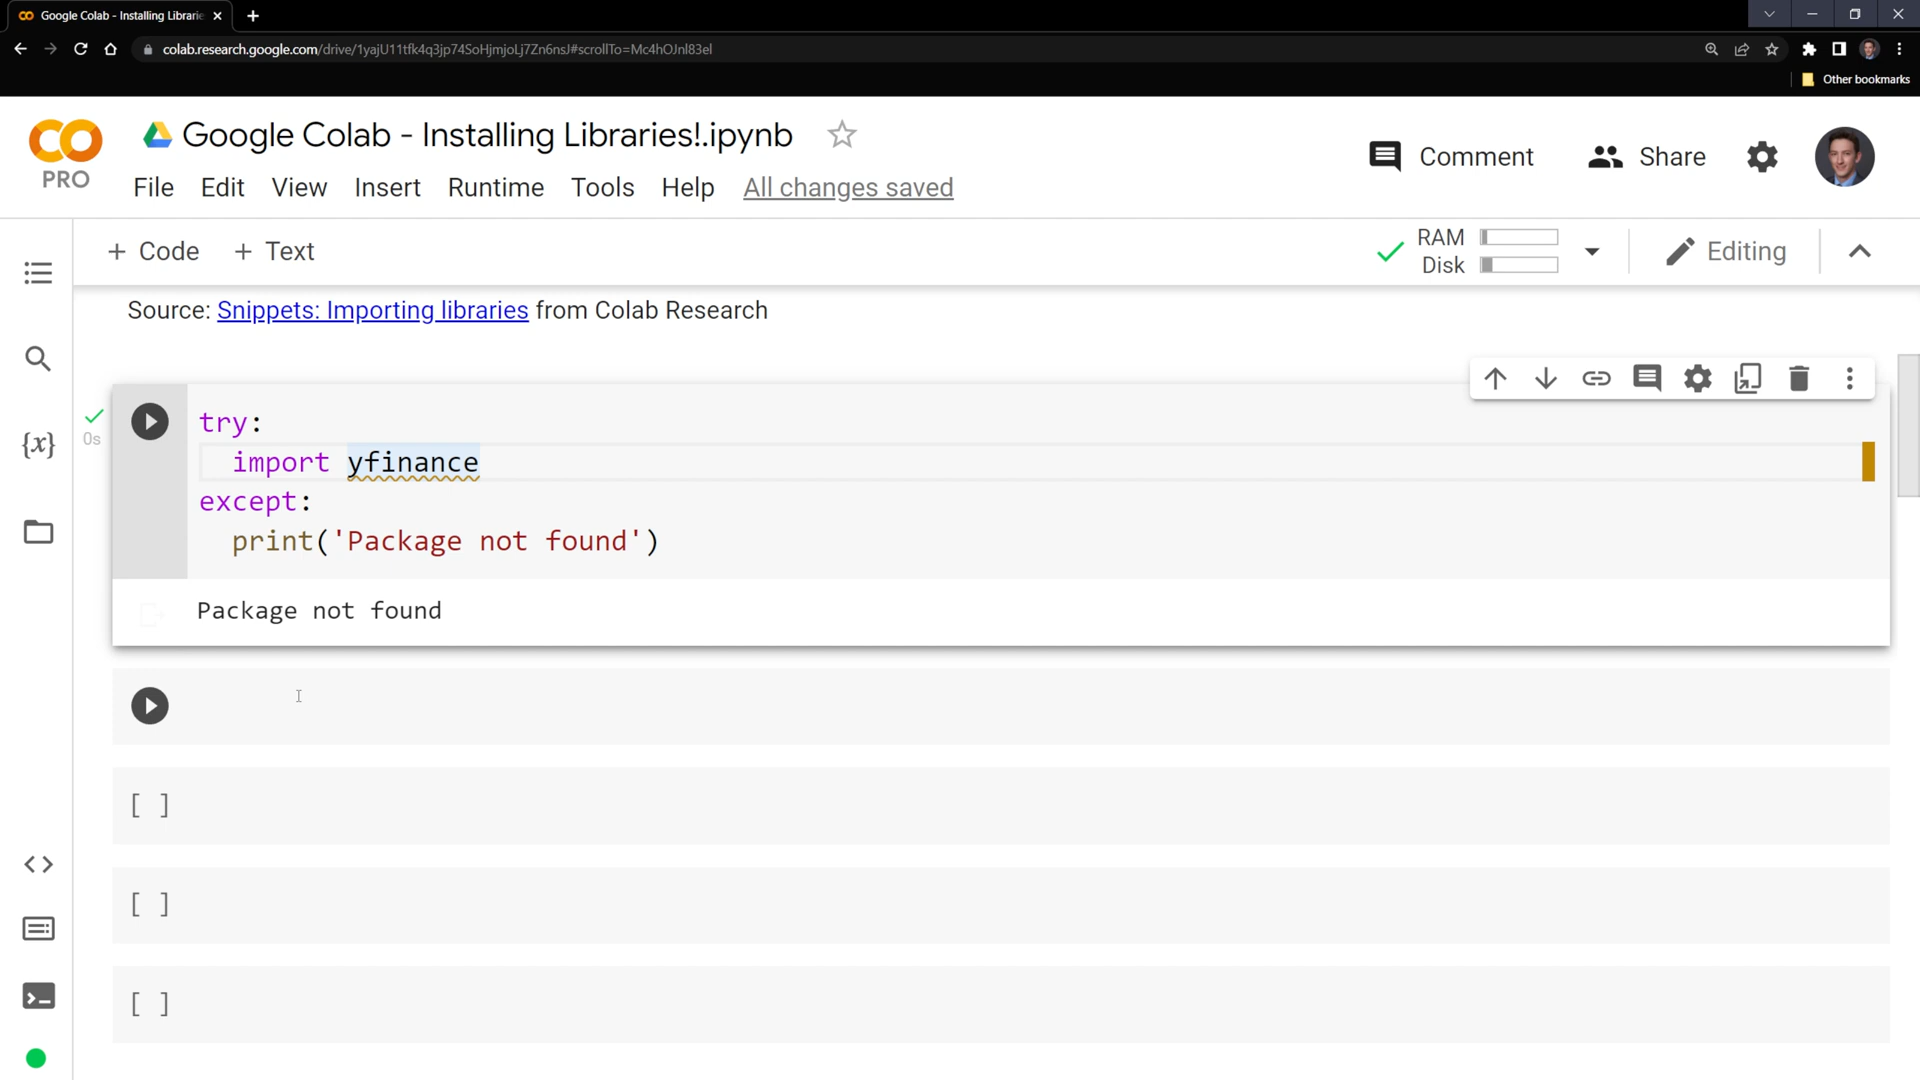 Google Colab - Installing Librarie
colab.research.google.com/drive/1yajU11tfk4q3jp74SoHjmjoLj7Zn6nsJ#scrollTo=Mc4hOJnl83el
Other bookmarks
PRO
Google Colab - Installing Libraries!.ipynb
Comment
Share
File Edit View Insert Runtime Tools Help All changes saved
+ Code + Text
RAM
Disk
Editing
Source: Snippets: Importing libraries from Colab Research
0s
try:
import yfinance
except:
print('Package not found')
Package not found
{x}
[ ]
[ ]
[ ]